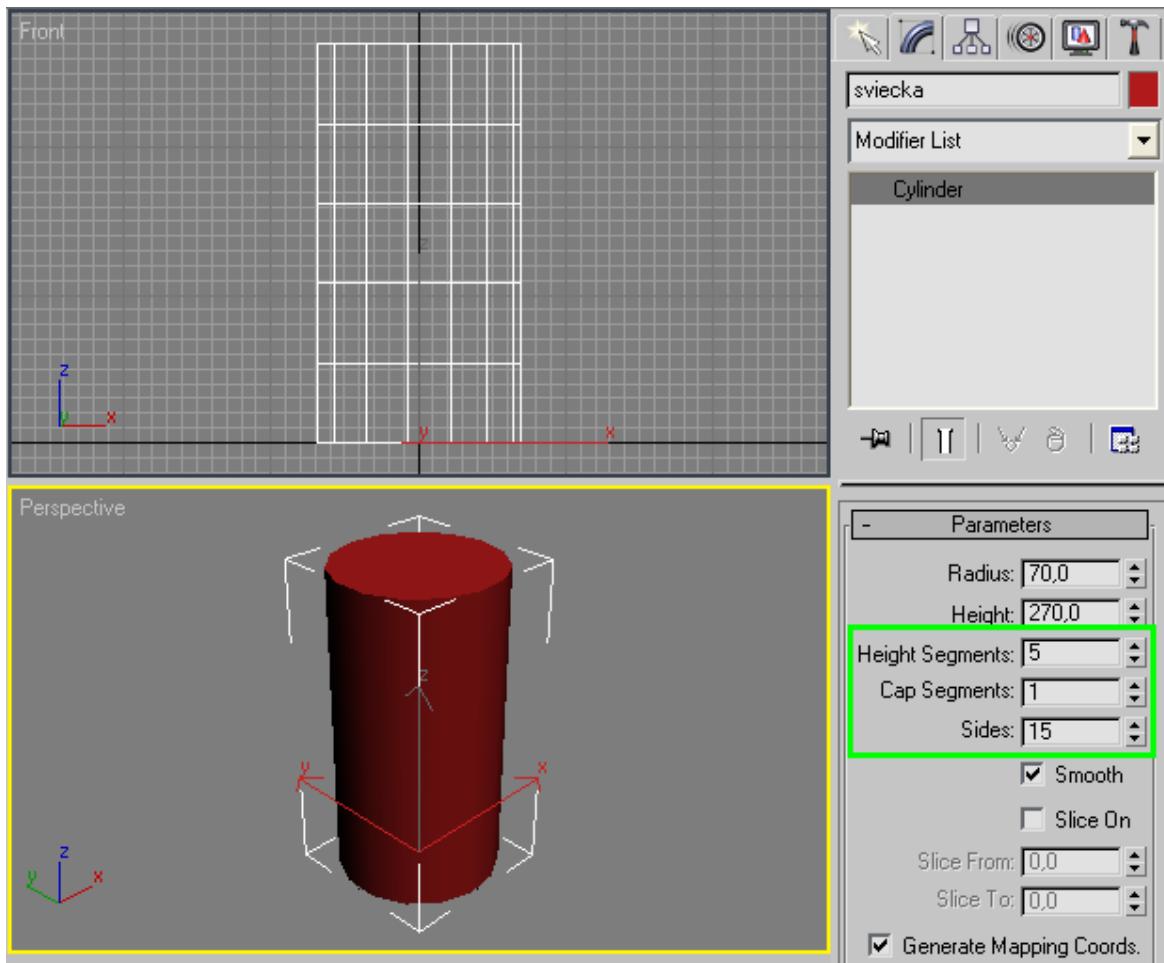 Front
z
z
y
x
y
x
Perspective
z
y
x
z
y
x
sviecka
Modifier List
Cylinder
- Parameters
Radius: 70,0
Height: 270,0
Height Segments: 5
Cap Segments: 1
Sides: 15
Smooth
Slice On
Slice From: 0,0
Slice To: 0,0
Generate Mapping Coords.